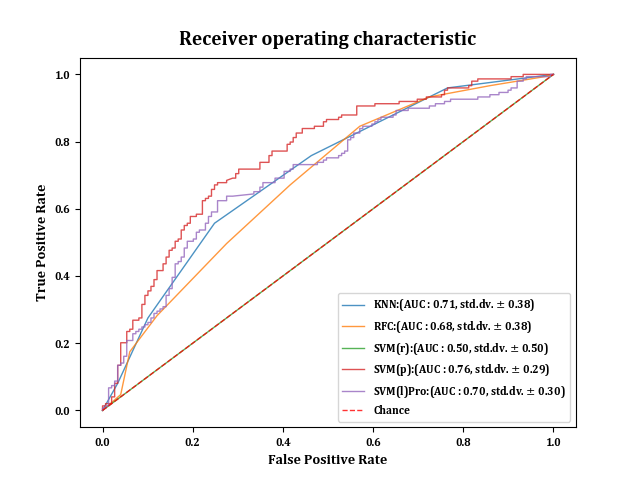 Receiver operating characteristic
True Positive Rate
1.0
0.8
0.6
0.4
0.2
0.0
KNN:(AUC : 0.71, std.dv. ± 0.38)
RFC:(AUC : 0.68, std.dv. ± 0.38)
SVM(r):(AUC : 0.50, std.dv. ± 0.50)
SVM(p):(AUC : 0.76, std.dv. ± 0.29)
SVM(l)Pro:(AUC : 0.70, std.dv. ± 0.30)
Chance
0.0 0.2 0.4 0.6 0.8 1.0
False Positive Rate